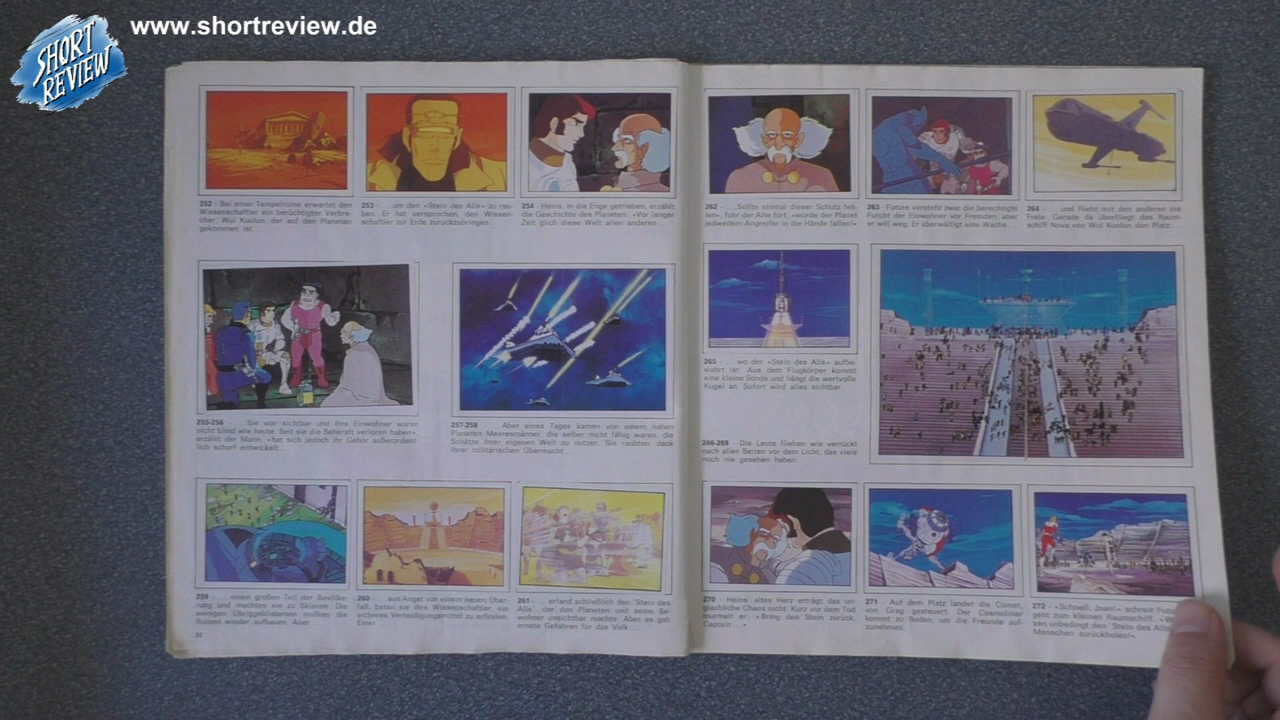 SHORT
REVIEW
www.shortreview.de
252 - Bei einer Tempelruine erwartet den
Wissenschaftler ein berüchtigter Verbre-
cher, Wul Kuolun, der auf den Planeten
gekommen ist...
253 - ... um den «Stein des Alls» zu rau-
ben. Er hat versprochen, den Wissen-
schaftler zur Erde zurückzubringen.
254 - Heins, in die Enge getrieben, erzählt
die Geschichte des Planeten: «Vor langer
Zeit glich diese Welt allen anderen...
255-256 - ... Sie war sichtbar und ihre Einwohner waren
nicht blind wie heute. Seit sie die Sehkraft verloren haben»
erzählt der Mann, «hat sich jedoch ihr Gehör außerordent-
lich scharf entwickelt.
257-258 - ... Aber eines Tages kamen von einem nahen
Planeten Meeresmänner, die selber nicht fähig waren, die
Schätze ihrer eigenen Welt zu nutzen. Sie raubten dank
ihrer militärischen Übermacht...
259 - ... einen großen Teil der Bevölke-
rung und machten sie zu Sklaven. Die
wenigen Übriggebliebenen mußten die
Ruinen wieder aufbauen. Aber
260 - ... aus Angst vor einem neuen Über-
fall, baten sie ihre Wissenschaftler, ein
sicheres Verteidigungsmittel zu erfinden.
Einer
261 - ... erfand schließlich den 'Stein des
Alls', der den Planeten und seine Be-
wohner unsichtbar machte. Aber es gab
ernste Gefahren für das Volk...
262 - ... Sollte einmal dieser Schutz feh-
len», fuhr der Alte fort, «würde der Planet
jedwedem Angreifer in die Hände fallen!»
263 - Future versteht zwar die berechtigte
Furcht der Einwohner vor Fremden, aber
er will weg. Er überwältigt eine Wache...
264 - ... und flieht mit den anderen ins
Freie. Gerade da überfliegt das Raum-
schiff Nova von Wul Kuolun den Platz...
265 - ... wo der «Stein des Alls» aufbe-
wahrt ist. Aus dem Flugkörper kommt
eine kleine Sonde und hängt die wertvolle
Kugel an. Sofort wird alles sichtbar.
266-269 - Die Leute fliehen wie verrückt
nach allen Seiten vor dem Licht, das viele
noch nie gesehen haben.
270 - Heins' altes Herz erträgt das un-
glaubliche Chaos nicht. Kurz vor dem Tod
murmelt er: «Bring den Stein zurück,
Captain...»
271 - Auf dem Platz landet die Comet,
von Grag gesteuert. Der Cosmoliner
kommt zu Boden, um die Freunde auf-
zunehmen.
272 - «Schnell, Joan!» schreit Futu
geht zum kleinen Raumschiff.
sen unbedingt den 'Stein des Alls
Menschen zurückholen!»